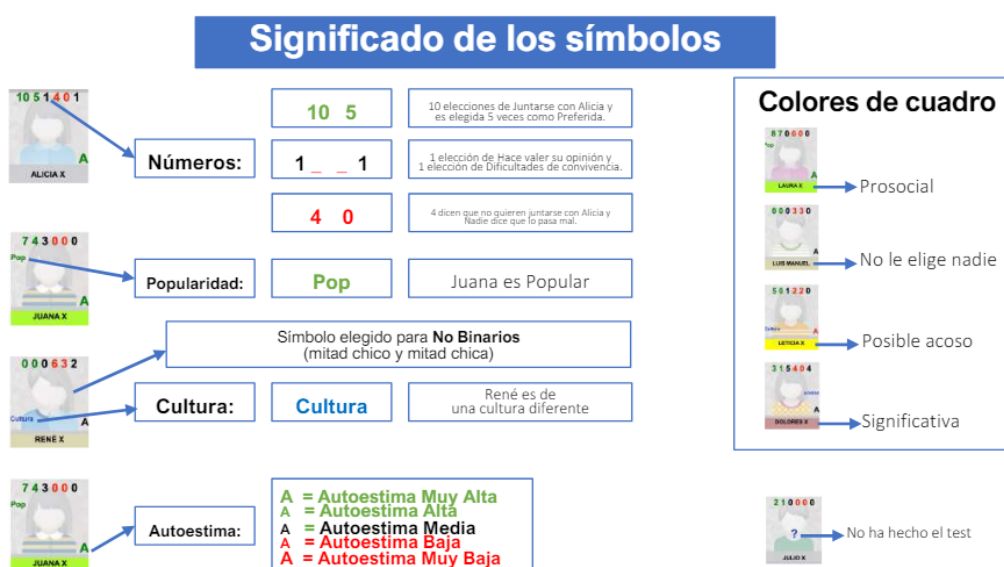 Significado de los símbolos
10 5 1 4 0 1
A
ALICIA X
Números:
10 5
10 elecciones de Juntarse con Alicia y
es elegida 5 veces como Preferida.
1 _ _ 1
1 elección de Hace valer su opinión y
1 elección de Dificultades de convivencia.
4 0
4 dicen que no quieren juntarse con Alicia y
Nadie dice que lo pasa mal.
7 4 3 0 0 0
Pop
A
JUANA X
Popularidad:
Pop
Juana es Popular
Símbolo elegido para No Binarios
(mitad chico y mitad chica)
0 0 0 6 3 2
Cultura
A
RENÉ X
Cultura:
Cultura
René es de
una cultura diferente
7 4 3 0 0 0
Pop
A
JUANA X
Autoestima:
A = Autoestima Muy Alta
A = Autoestima Alta
A = Autoestima Media
A = Autoestima Baja
A = Autoestima Muy Baja
Colores de cuadro
8 7 0 0 0 0
Pop
A
LAURA X
Prosocial
0 0 0 3 3 0
A
LUIS MANUEL
No le elige nadie
5 0 1 2 2 0
Cultura
A
LETICIA X
Posible acoso
3 1 5 4 0 4
A
DOLORES X
Significativa
2 1 0 0 0 0
?
JULIO X
No ha hecho el test